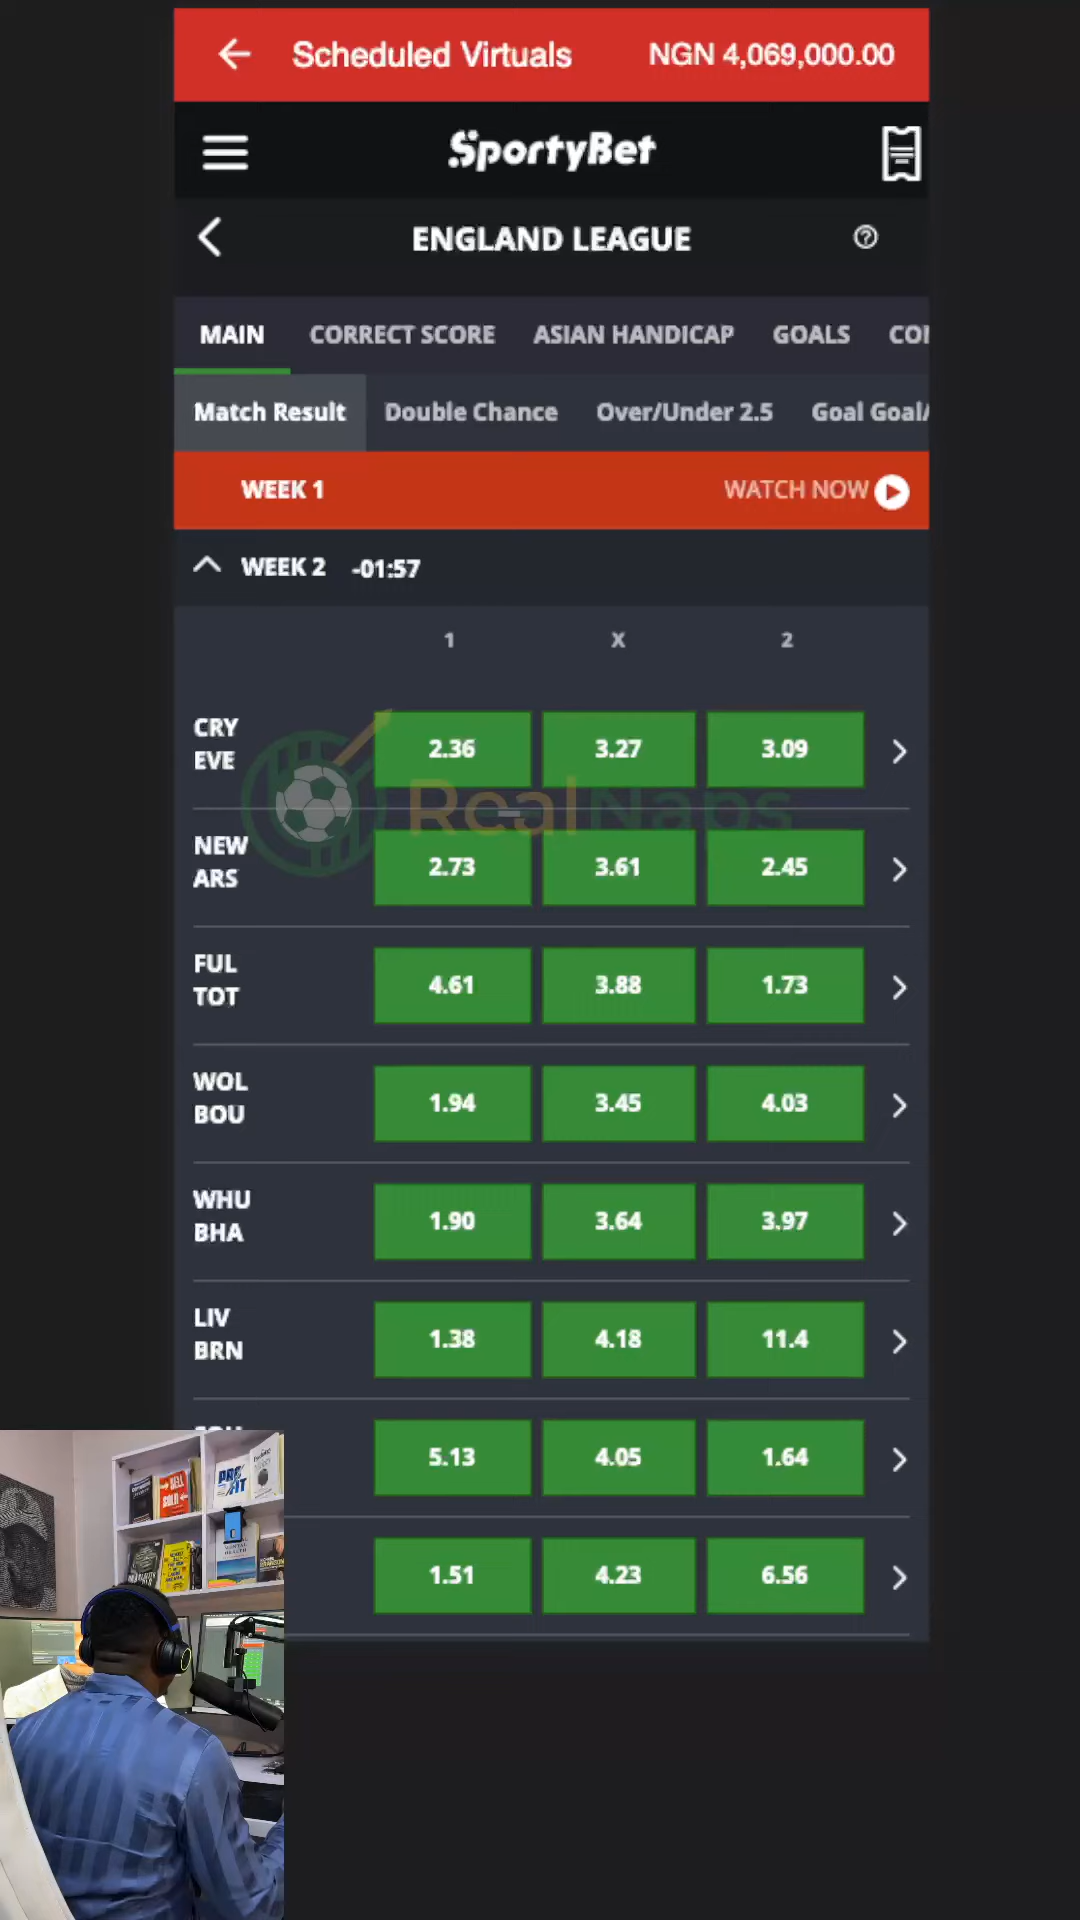 Scheduled Virtuals NGN 4,069,000.00
SportyBet
ENGLAND LEAGUE
MAIN CORRECT SCORE ASIAN HANDICAP GOALS
Match Result Double Chance Over/Under 2.5 Goal Goal/
WEEK 1 WATCH NOW
WEEK 2 -01:57
1 X 2
CRY
EVE
2.36 3.27 3.09
RealNaps
NEW
ARS
2.73 3.61 2.45
FUL
TOT
4.61 3.88 1.73
WOL
BOU
1.94 3.45 4.03
WHU
BHA
1.90 3.64 3.97
LIV
BRN
1.38 4.18 11.4
5.13 4.05 1.64
1.51 4.23 6.56
SELL